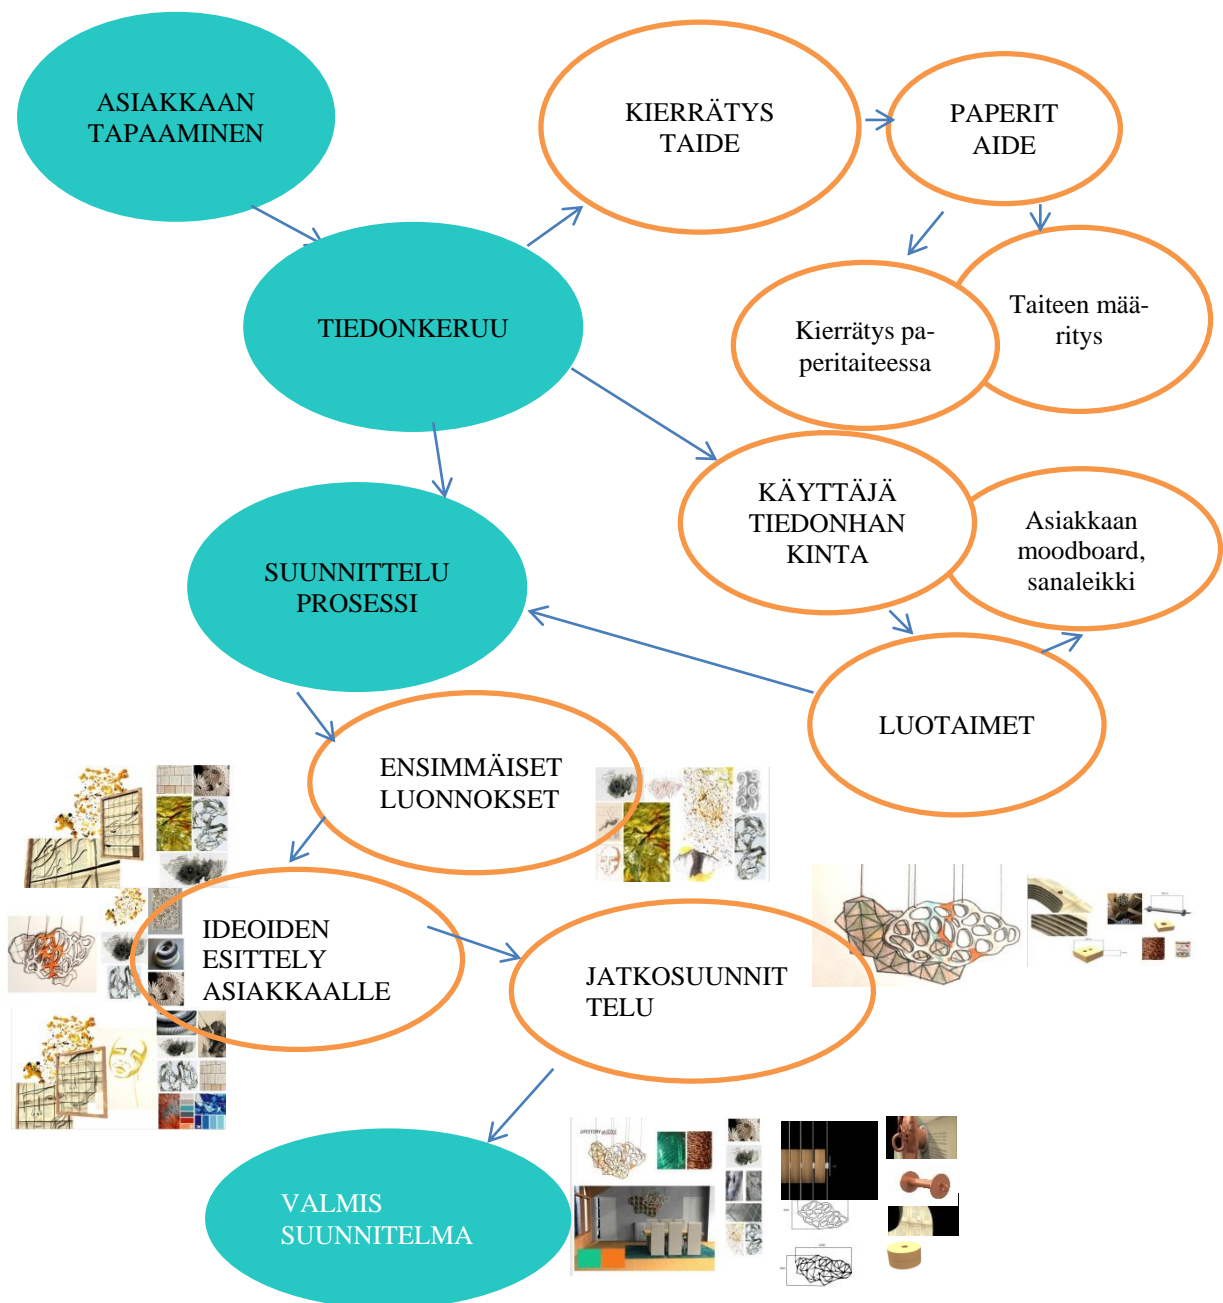 ASIAKKAAN
TAPAAMINEN
KIERRÄTYS
TAIDE
PAPERIT
AIDE
TIEDONKERUU
Kierrätys pa-
peritaiteessa
Taiteen mää-
ritys
KÄYTTÄJÄ
TIEDONHAN
KINTA
Asiakkaan
moodboard,
sanaleikki
SUUNNITTELU
PROSESSI
LUOTAIMET
ENSIMMÄISET
LUONNOKSET
IDEOIDEN
ESITTELY
ASIAKKAALLE
JATKOSUUNNIT
TELU
VALMIS
SUUNNITELMA